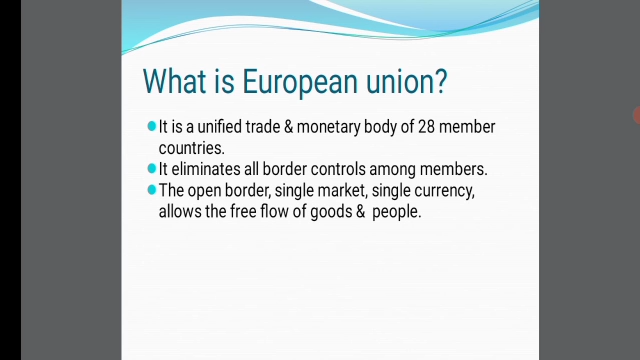 What is European union?
It is a unified trade & monetary body of 28 member
countries.
It eliminates all border controls among members.
The open border, single market, single currency,
allows the free flow of goods & people.